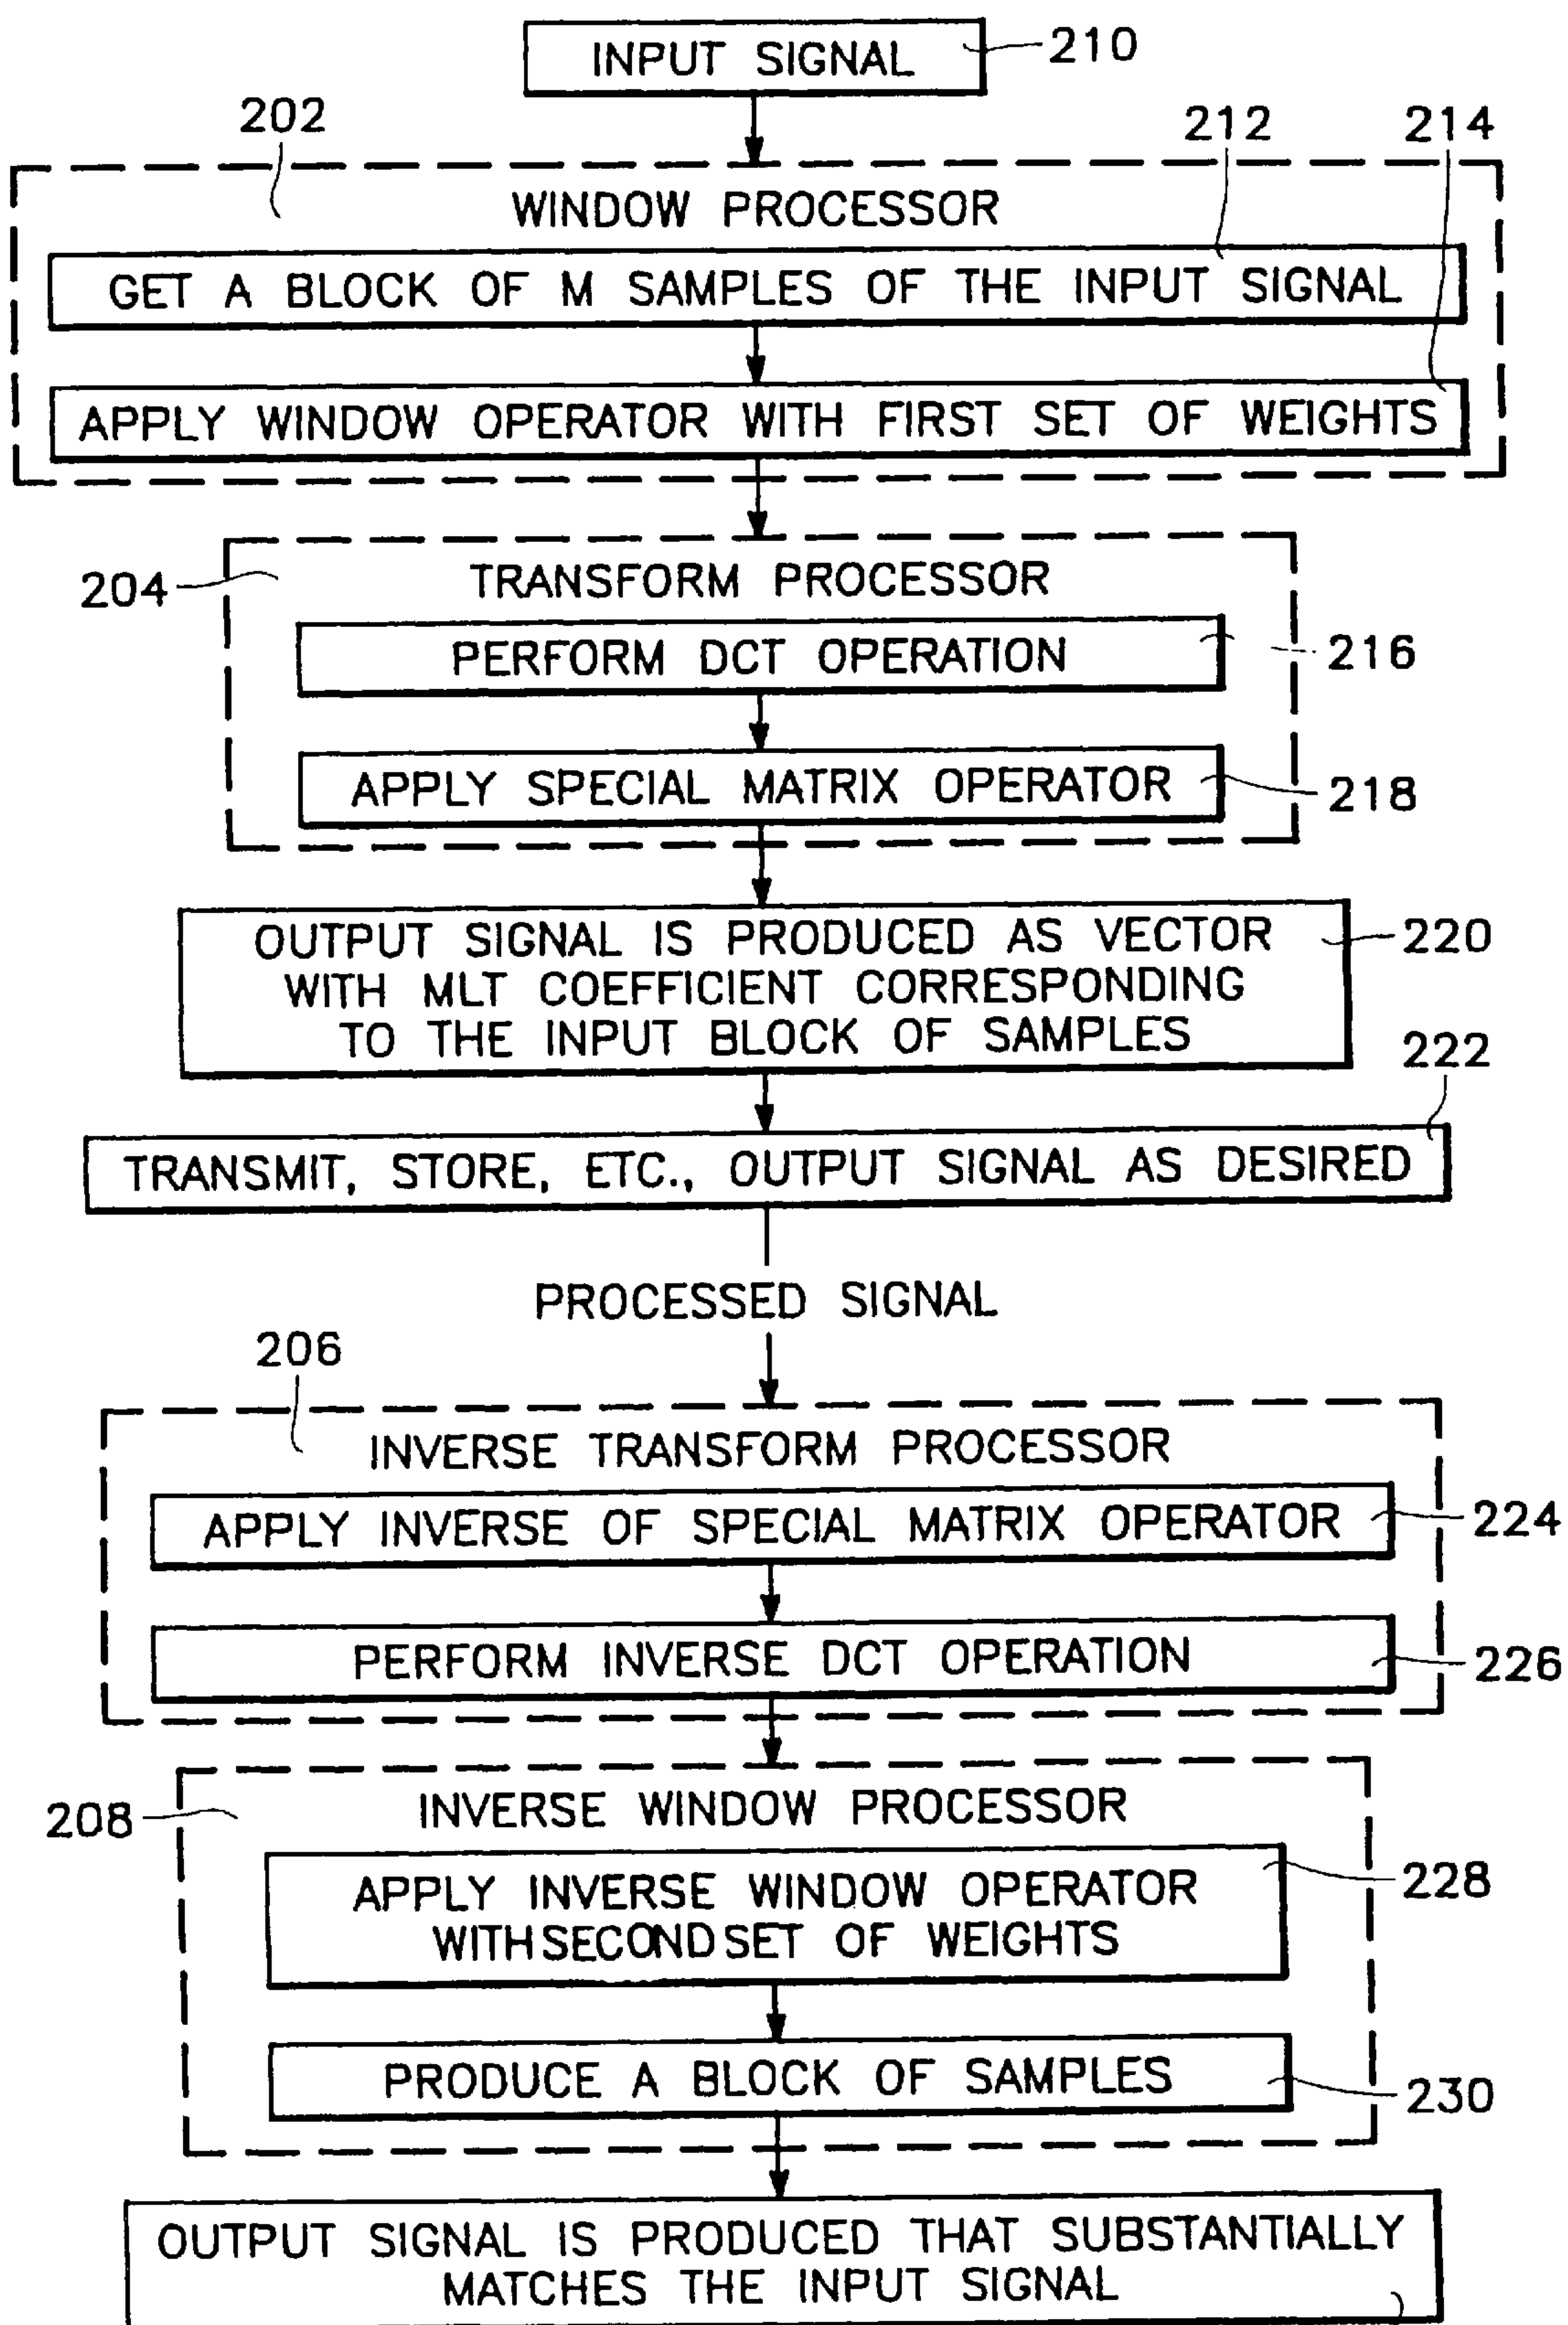 INPUT SIGNAL
210
202
212
214
WINDOW PROCESSOR
GET A BLOCK OF M SAMPLES OF THE INPUT SIGNAL
APPLY WINDOW OPERATOR WITH FIRST SET OF WEIGHTS
204
TRANSFORM PROCESSOR
PERFORM DCT OPERATION
216
APPLY SPECIAL MATRIX OPERATOR
218
OUTPUT SIGNAL IS PRODUCED AS VECTOR
WITH MLT COEFFICIENT CORRESPONDING
TO THE INPUT BLOCK OF SAMPLES
220
222
TRANSMIT, STORE, ETC., OUTPUT SIGNAL AS DESIRED
PROCESSED SIGNAL
206
INVERSE TRANSFORM PROCESSOR
APPLY INVERSE OF SPECIAL MATRIX OPERATOR
224
PERFORM INVERSE DCT OPERATION
226
208
INVERSE WINDOW PROCESSOR
APPLY INVERSE WINDOW OPERATOR
WITH SECOND SET OF WEIGHTS
228
PRODUCE A BLOCK OF SAMPLES
230
OUTPUT SIGNAL IS PRODUCED THAT SUBSTANTIALLY
MATCHES THE INPUT SIGNAL